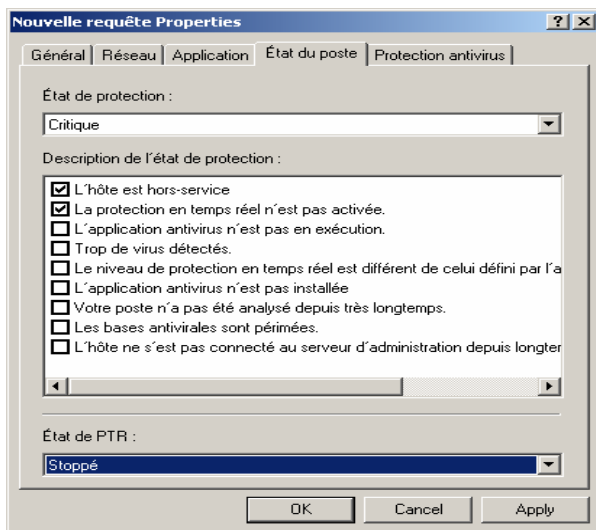 Nouvelle requête Properties
Général Réseau Application État du poste Protection antivirus
État de protection :
Critique
Description de l´état de protection :
L´hôte est hors-service
La protection en temps réel n´est pas activée.
L´application antivirus n´est pas en exécution.
Trop de virus détectés.
Le niveau de protection en temps réel est différent de celui défini par l´a
L´application antivirus n´est pas installée
Votre poste n´a pas été analysé depuis très longtemps.
Les bases antivirales sont périmées.
L´hôte ne s´est pas connecté au serveur d´administration depuis longter
État de PTR :
Stoppé
OK Cancel Apply